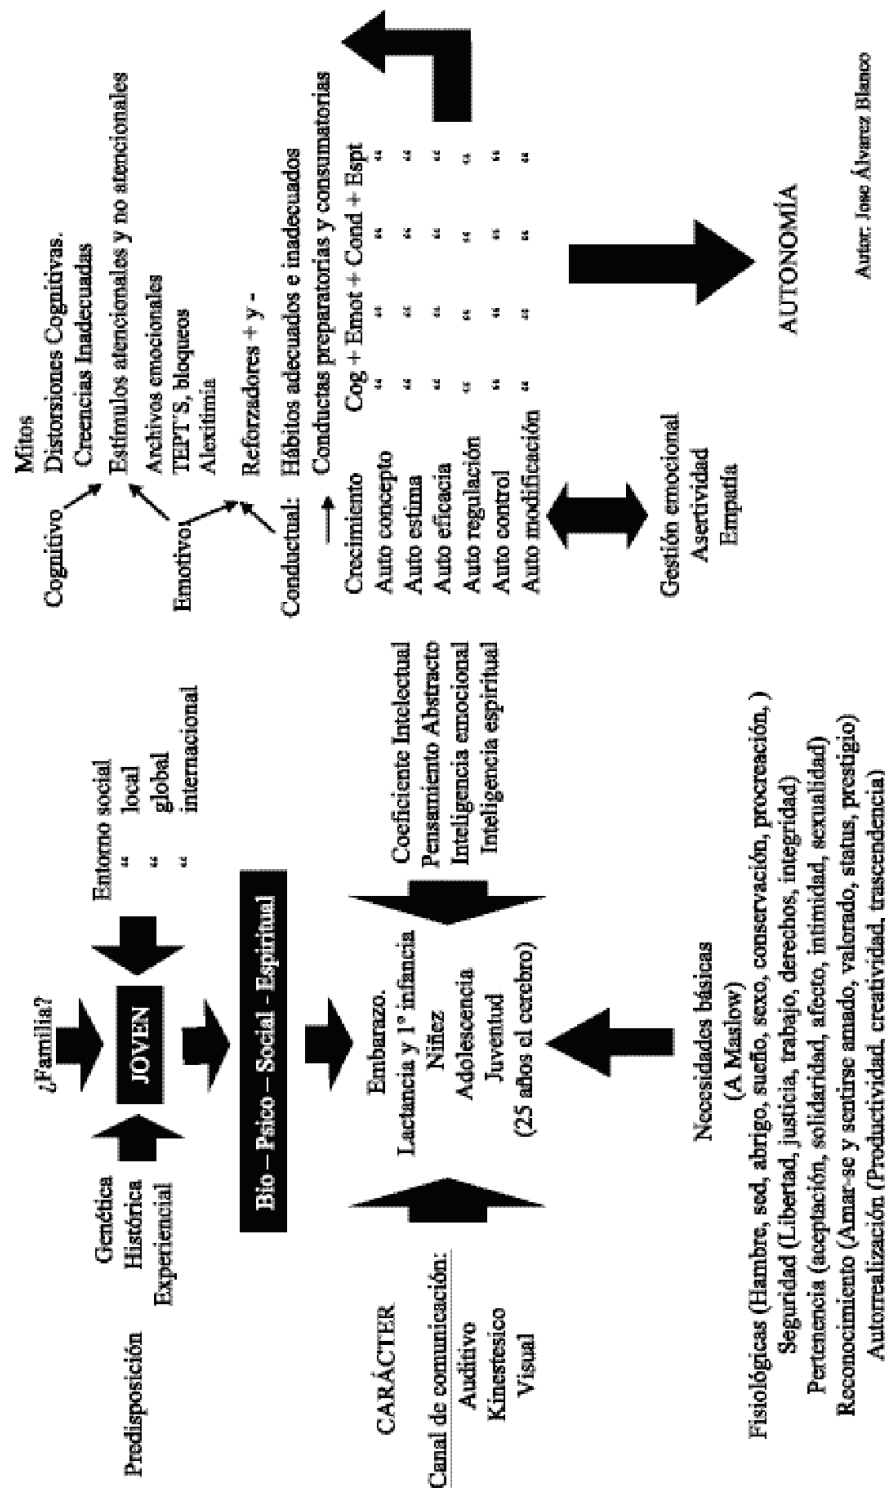 ¿Familia?
Predisposición
Genética
Histórica
Experiencial
JOVEN
Entorno social
“ local
“ global
“ internacional
Bio – Psico – Social - Espiritual
CARÁCTER
Canal de comunicación:
Auditivo
Kinestesico
Visual
Embarazo.
Lactancia y 1° infancia
Niñez
Adolescencia
Juventud
(25 años el cerebro)
Coeficiente Intelectual
Pensamiento Abstracto
Inteligencia emocional
Inteligencia espiritual
Necesidades básicas
(A Maslow)
Fisiológicas (Hambre, sed, abrigo, sueño, sexo, conservación, procreación, )
Seguridad (Libertad, justicia, trabajo, derechos, integridad)
Pertenencia (aceptación, solidaridad, afecto, intimidad, sexualidad)
Reconocimiento (Amar-se y sentirse amado, valorado, status, prestigio)
Autorrealización (Productividad, creatividad, trascendencia)
Cognitivo
Mitos
Distorsiones Cognitivas.
Creencias Inadecuadas
Estímulos atencionales y no atencionales
Emotivo:
Archivos emocionales
TEPT´S, bloqueos
Alexitimia
Reforzadores + y -
Conductual:
Hábitos adecuados e inadecuados
Conductas preparatorias y consumatorias
Crecimiento Cog + Emot + Cond + Espt
Auto concepto “ “ “ “
Auto estima “ “ “ “
Auto eficacia “ “ “ “
Auto regulación “ “ “ “
Auto control “ “ “ “
Auto modificación “ “ “ “
Gestión emocional
Asertividad
Empatía
AUTONOMÍA
Autor: Jose Álvarez Blanco